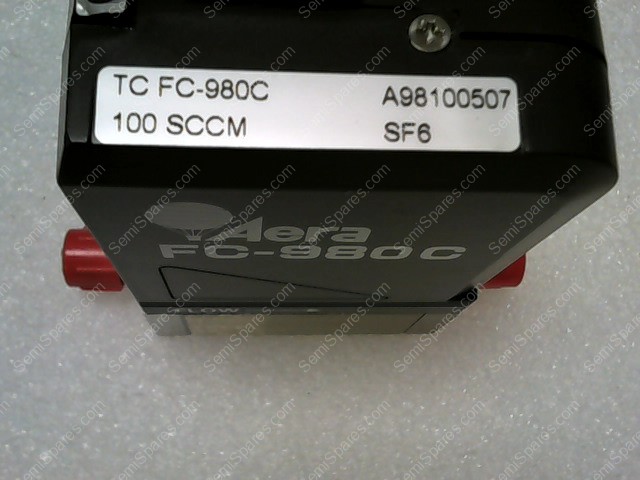 TC FC-980C A98100507
100 SCCM SF6
Aera
FC-980C
FLOW
SemiSpares.com